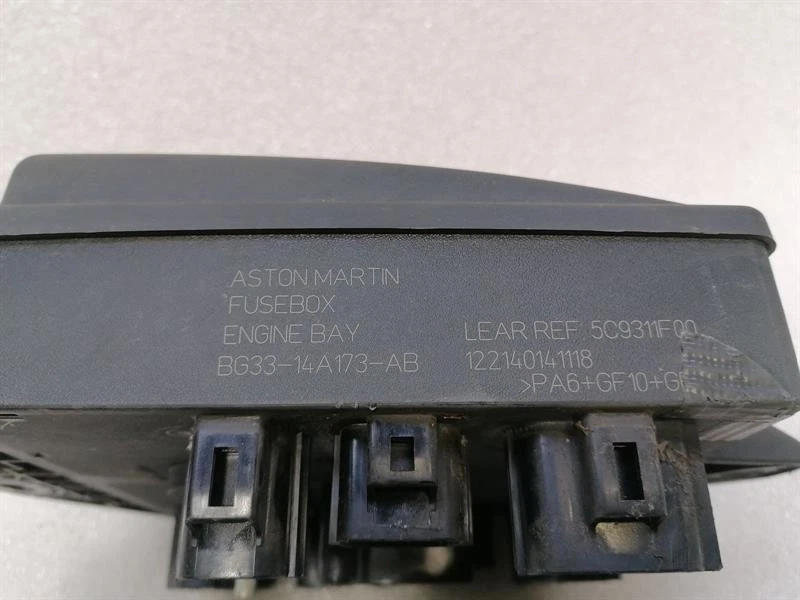 ASTON MARTIN
FUSEBOX
ENGINE BAY
BG33-14A173-AB
LEAR REF 5C9311F00
122140141118
>PA6+GF10+G